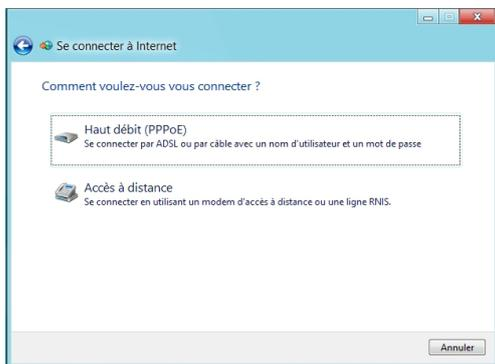 Se connecter à Internet
Comment voulez-vous vous connecter ?
Haut débit (PPPoE)
Se connecter par ADSL ou par câble avec un nom d'utilisateur et un mot de passe
Accès à distance
Se connecter en utilisant un modem d'accès à distance ou une ligne RNIS.
Annuler